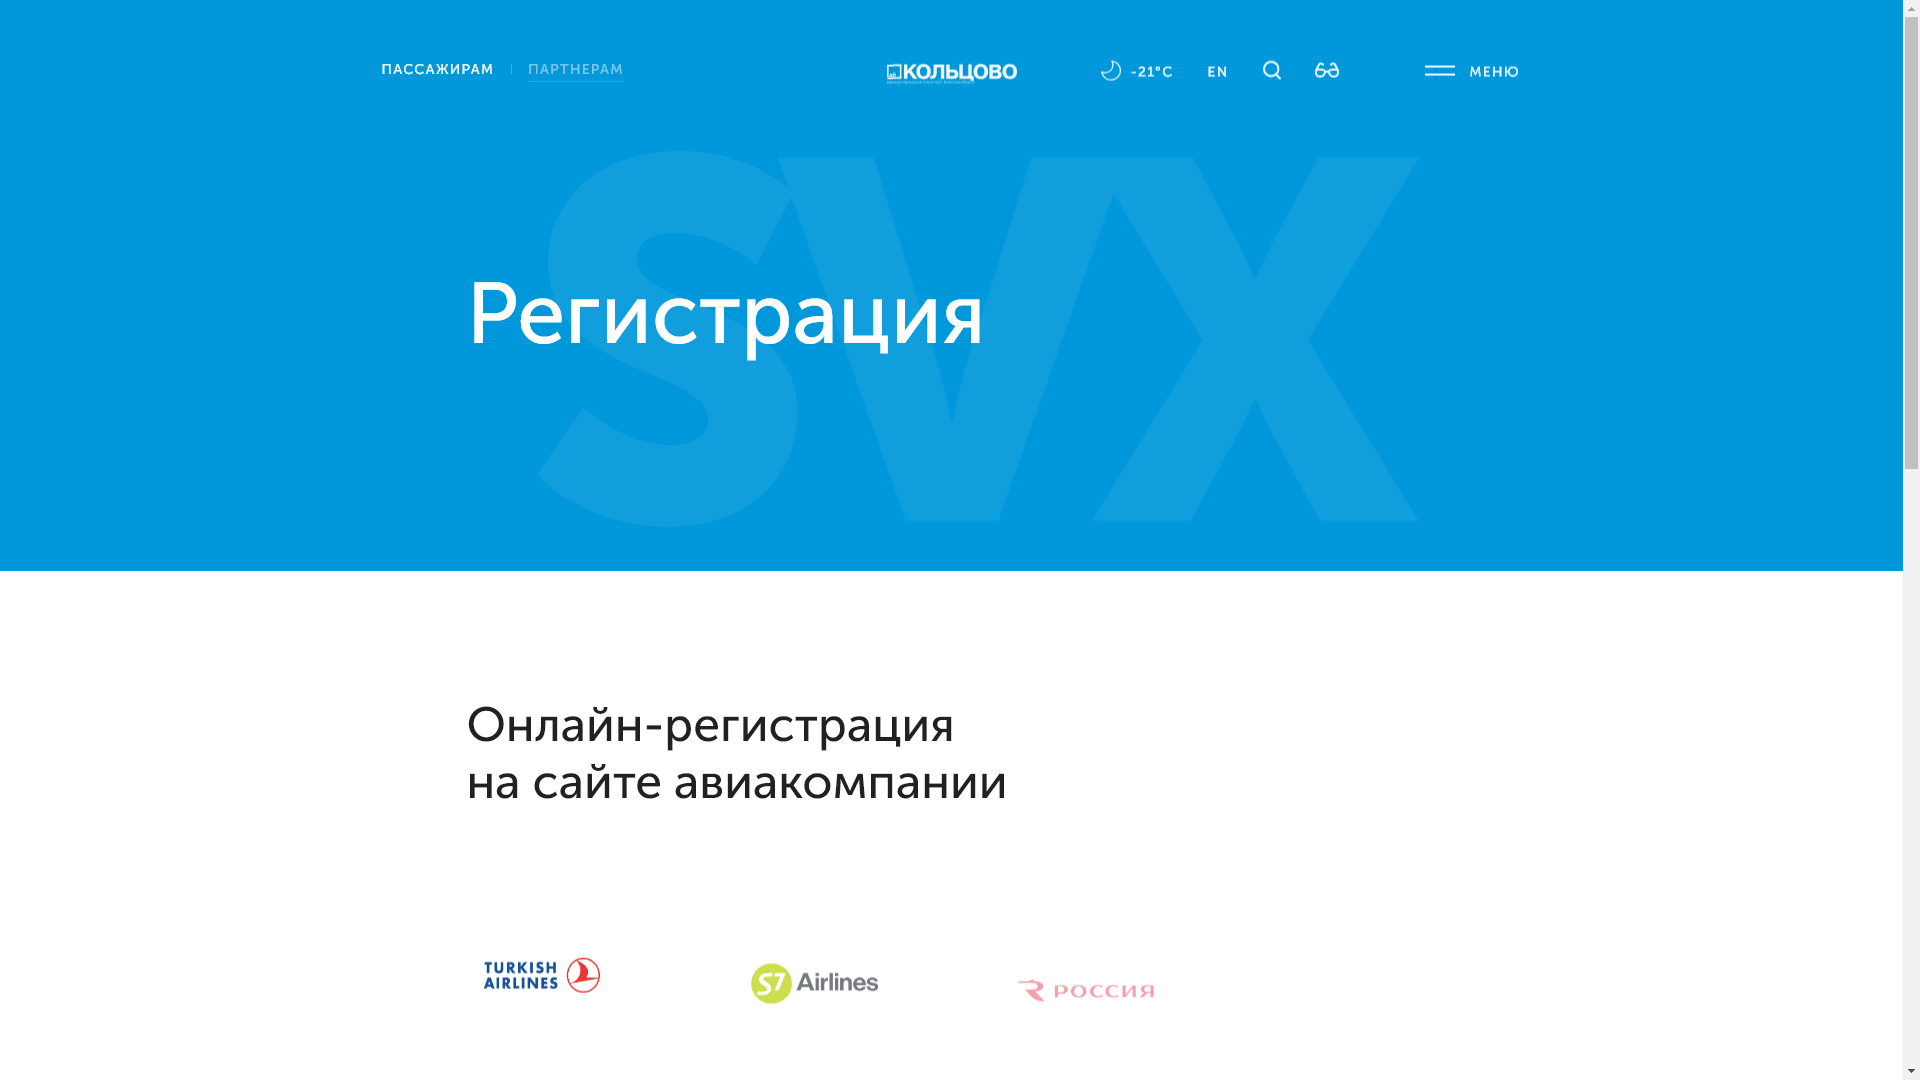 ПАССАЖИРАМ
ПАРТНЕРАМ
КОЛЬЦОВО
-21°C
EN
МЕНЮ
SVX
Регистрация
Онлайн-регистрация
на сайте авиакомпании
TURKISH
AIRLINES
S7 Airlines
РОССИЯ